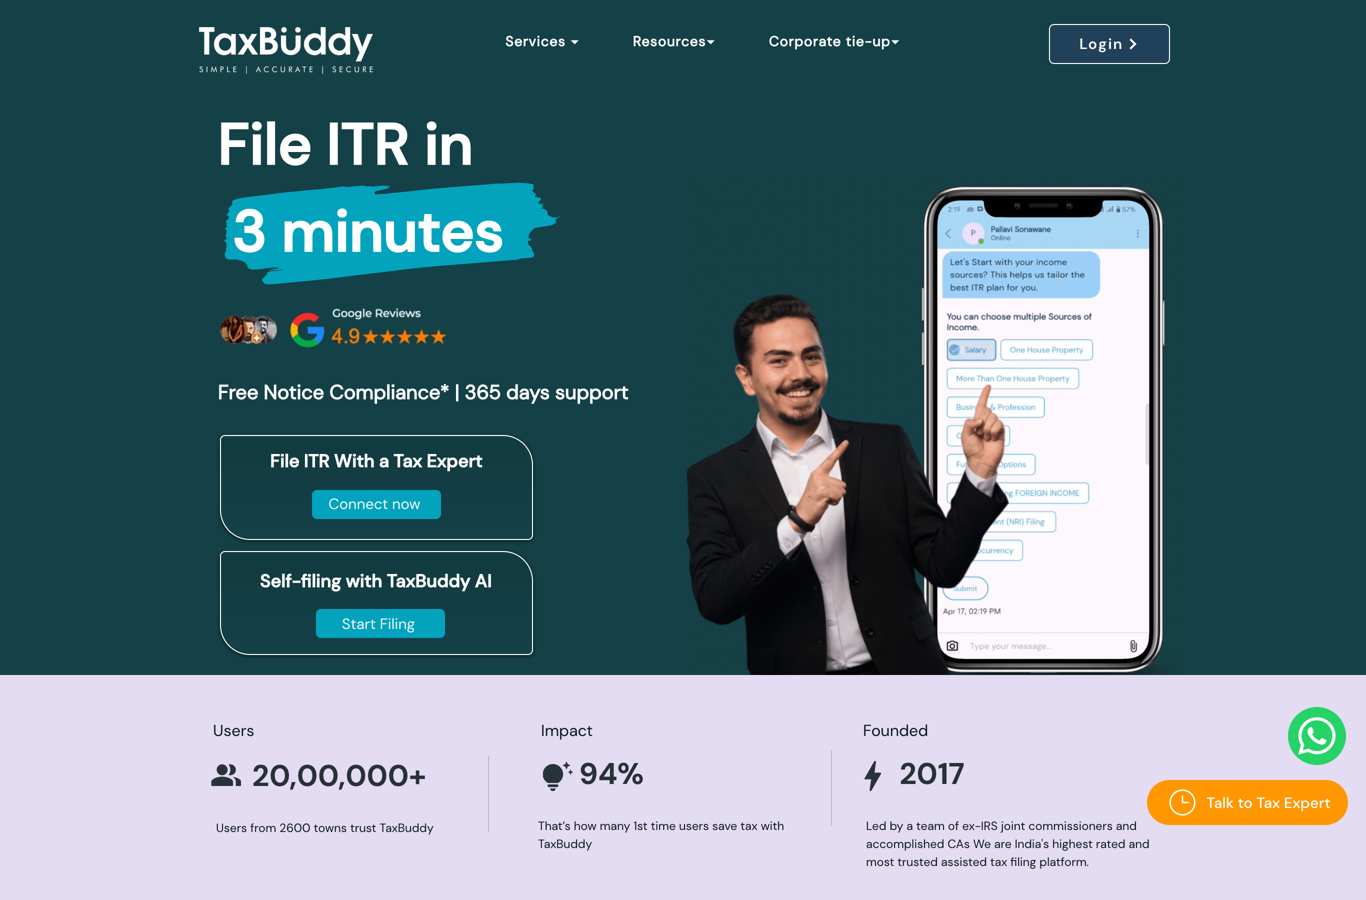 TaxBuddy
SIMPLE | ACCURATE | SECURE
Services
Resources
Corporate tie-up
Login
File ITR in
3 minutes
Google Reviews
4.9
Free Notice Compliance* | 365 days support
File ITR With a Tax Expert
Connect now
Self-filing with TaxBuddy AI
Start Filing
2:19
57%
P
Pallavi Sonawane
Online
Let's Start with your income
sources? This helps us tailor the
best ITR plan for you.
You can choose multiple Sources of
Income.
Salary
One House Property
More Than One House Property
& Profession
FOREIGN INCOME
(NRI) Filing
Submit
Apr 17, 02:19 PM
Type your message...
Users
20,00,000+
Users from 2600 towns trust TaxBuddy
Impact
94%
That's how many 1st time users save tax with
TaxBuddy
Founded
2017
Led by a team of ex-IRS joint commissioners and
accomplished CAs We are India's highest rated and
most trusted assisted tax filing platform.
Talk to Tax Expert